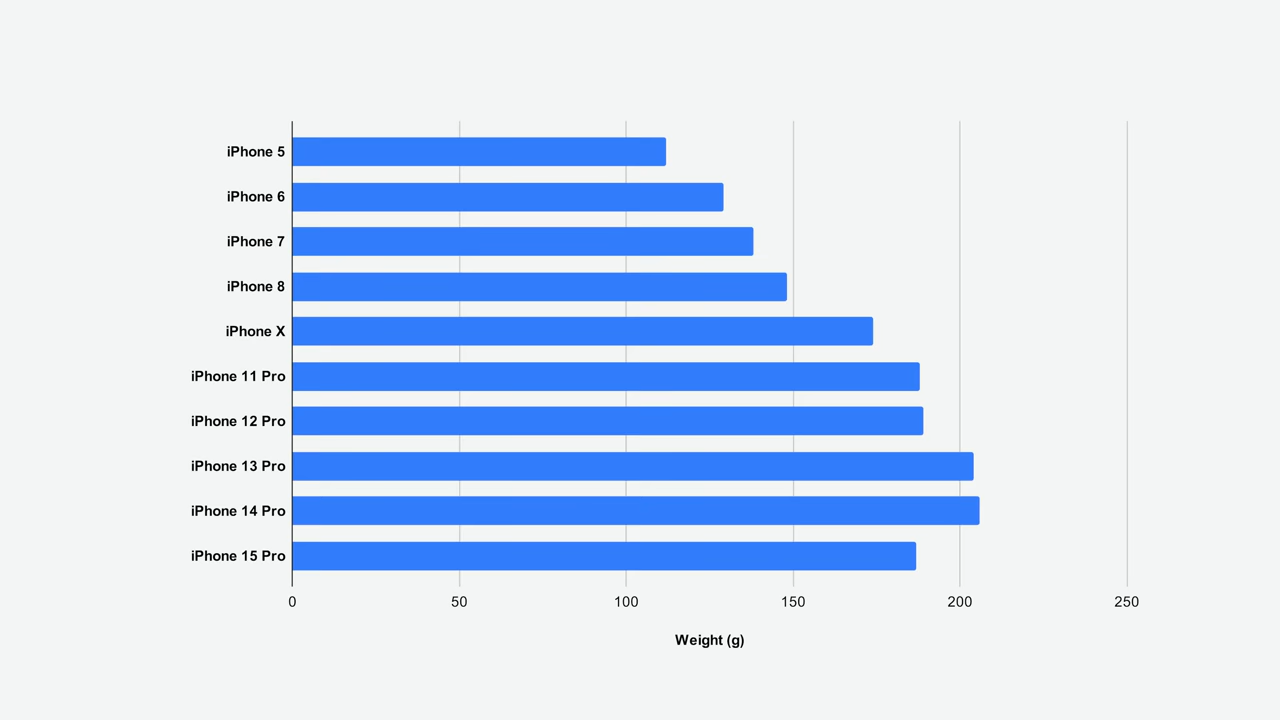 iPhone 5
iPhone 6
iPhone 7
iPhone 8
iPhone X
iPhone 11 Pro
iPhone 12 Pro
iPhone 13 Pro
iPhone 14 Pro
iPhone 15 Pro
0 50 100 150 200 250
Weight (g)